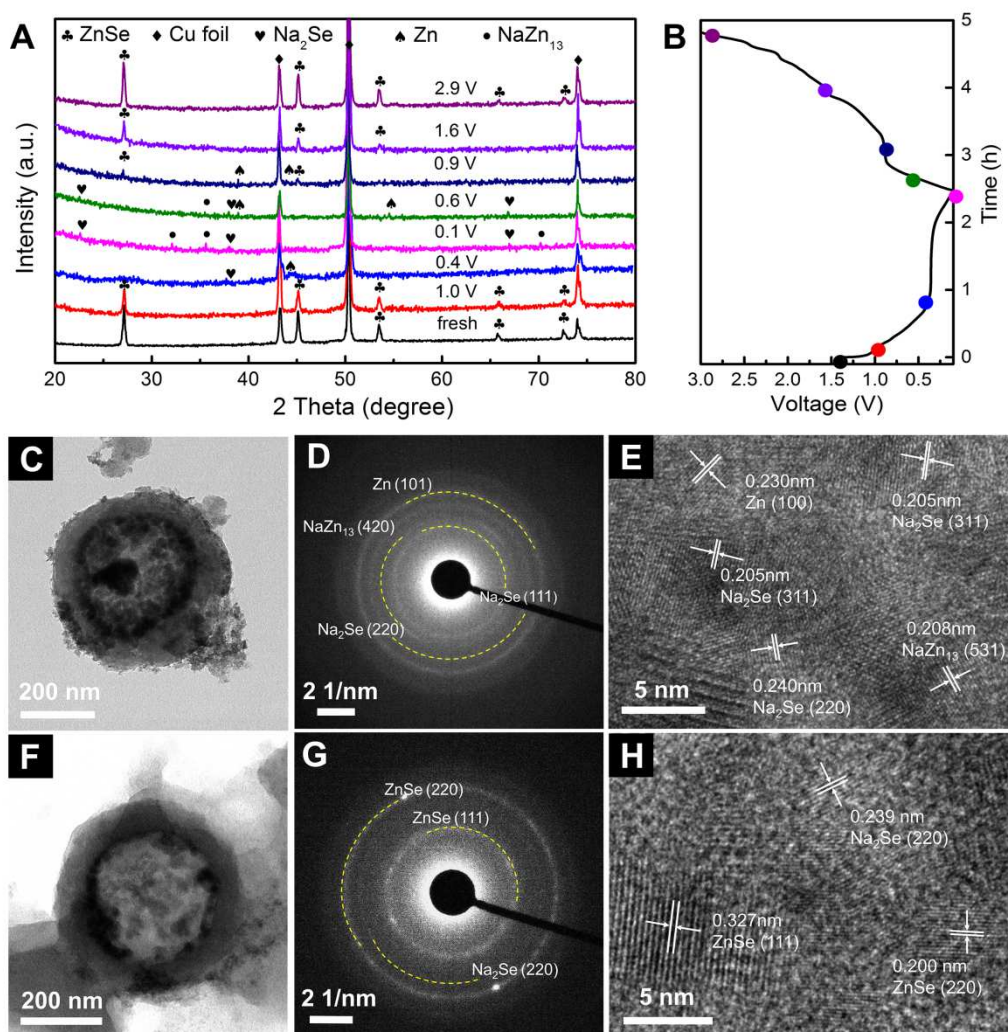 A
♣ ZnSe ♦ Cu foil ♥ Na₂Se ♠ Zn • NaZn₁₃
2.9 V
1.6 V
0.9 V
0.6 V
0.1 V
0.4 V
1.0 V
fresh
Intensity (a.u.)
20 30 40 50 60 70 80
2 Theta (degree)
B
5
4
3
2
1
0
Time (h)
3.0 2.5 2.0 1.5 1.0 0.5
Voltage (V)
C
200 nm
D
Zn (101)
NaZn₁₃ (420)
Na₂Se (111)
Na₂Se (220)
2 1/nm
E
0.230nm
Zn (100)
0.205nm
Na₂Se (311)
0.205nm
Na₂Se (311)
0.208nm
NaZn₁₃ (531)
0.240nm
Na₂Se (220)
5 nm
F
200 nm
G
ZnSe (220)
ZnSe (111)
Na₂Se (220)
2 1/nm
H
0.239 nm
Na₂Se (220)
0.327nm
ZnSe (111)
0.200 nm
ZnSe (220)
5 nm